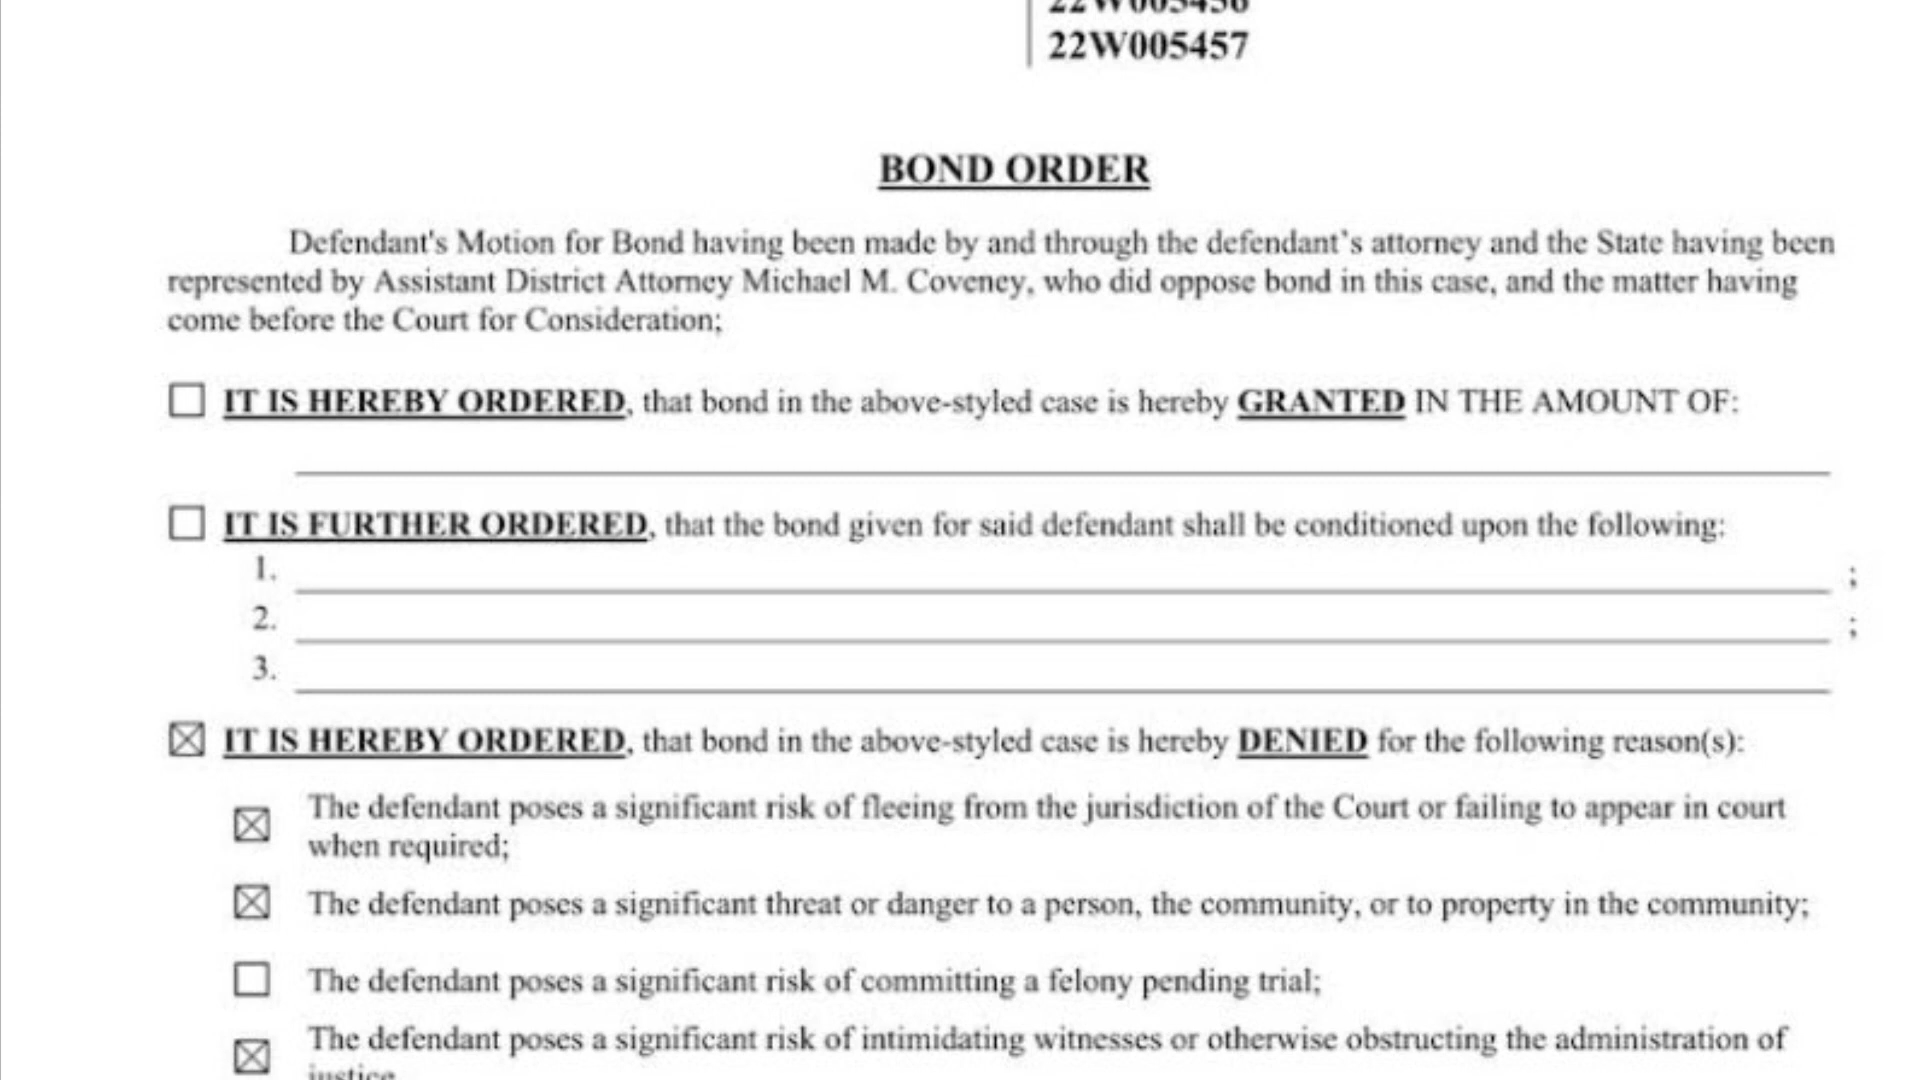 22W005456
22W005457
BOND ORDER
Defendant's Motion for Bond having been made by and through the defendant's attorney and the State having been
represented by Assistant District Attorney Michael M. Coveney, who did oppose bond in this case, and the matter having
come before the Court for Consideration;
☐ IT IS HEREBY ORDERED, that bond in the above-styled case is hereby GRANTED IN THE AMOUNT OF:
☐ IT IS FURTHER ORDERED, that the bond given for said defendant shall be conditioned upon the following:
1. ;
2. ;
3.
☒ IT IS HEREBY ORDERED, that bond in the above-styled case is hereby DENIED for the following reason(s):
☒ The defendant poses a significant risk of fleeing from the jurisdiction of the Court or failing to appear in court
when required;
☒ The defendant poses a significant threat or danger to a person, the community, or to property in the community;
☐ The defendant poses a significant risk of committing a felony pending trial;
☒ The defendant poses a significant risk of intimidating witnesses or otherwise obstructing the administration of
justice